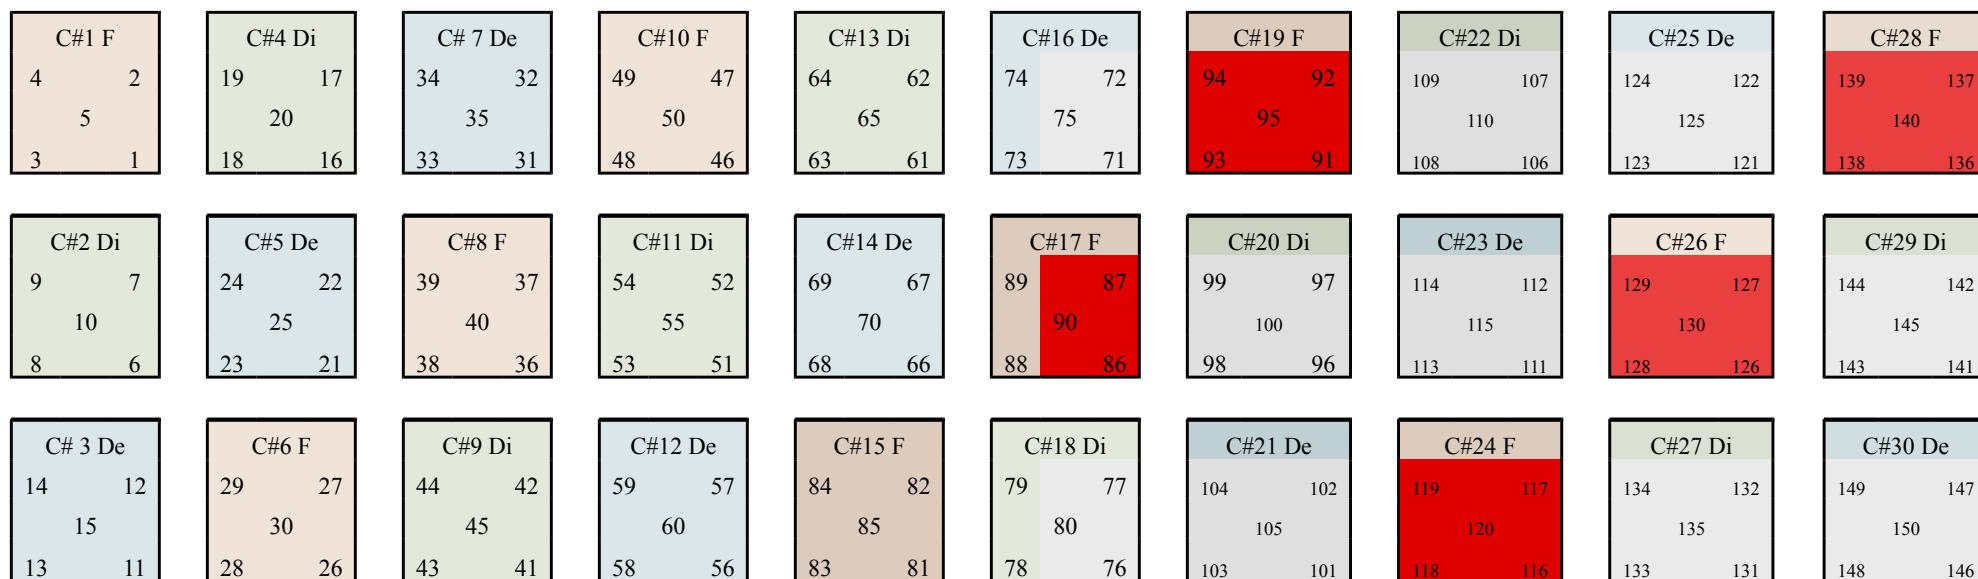 C#1 F C#4 Di C# 7 De C#10 F C#13 Di C#16 De C#19 F C#22 Di C#25 De C#28 F
4 2 19 17 34 32 49 47 64 62 74 72 94 92 109 107 124 122 139 137
5 20 35 50 65 75 95 110 125 140
3 1 18 16 33 31 48 46 63 61 73 71 93 91 108 106 123 121 138 136
C#2 Di C#5 De C#8 F C#11 Di C#14 De C#17 F C#20 Di C#23 De C#26 F C#29 Di
9 7 24 22 39 37 54 52 69 67 89 87 99 97 114 112 129 127 144 142
10 25 40 55 70 90 100 115 130 145
8 6 23 21 38 36 53 51 68 66 88 86 98 96 113 111 128 126 143 141
C# 3 De C#6 F C#9 Di C#12 De C#15 F C#18 Di C#21 De C#24 F C#27 Di C#30 De
14 12 29 27 44 42 59 57 84 82 79 77 104 102 119 117 134 132 149 147
15 30 45 60 85 80 105 120 135 150
13 11 28 26 43 41 58 56 83 81 78 76 103 101 118 116 133 131 148 146